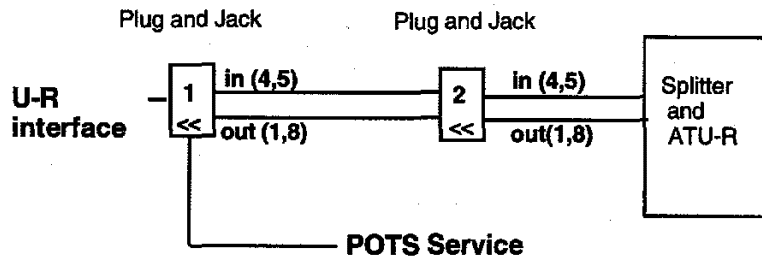 Plug and Jack
Plug and Jack
U-R
interface
1
<<
in (4,5)
out (1,8)
2
<<
in (4,5)
out(1,8)
Splitter
and
ATU-R
POTS Service